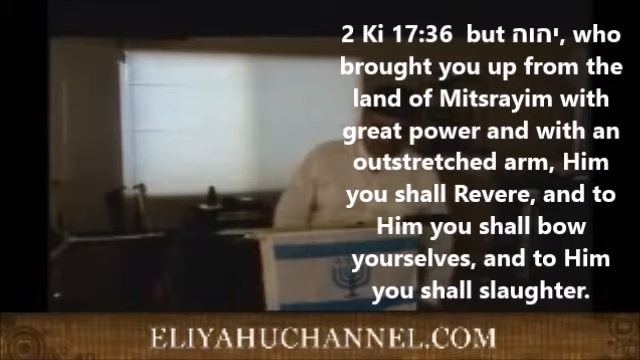 2 Ki 17:36  but יהוה, who
brought you up from the
land of Mitsrayim with
great power and with an
outstretched arm, Him
you shall Revere, and to
Him you shall bow
yourselves, and to Him
you shall slaughter.
ELIYAHUCHANNEL.COM